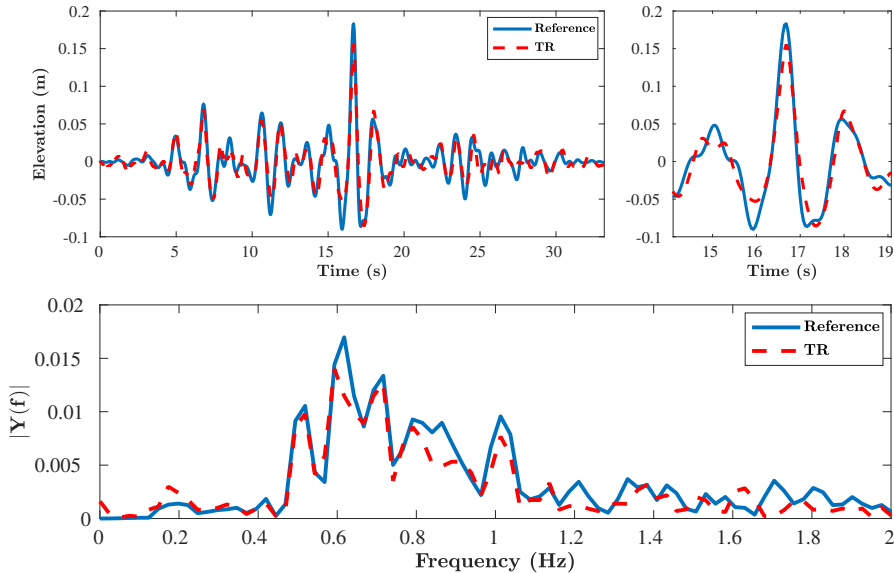 0.2
0.15
0.1
0.05
0
-0.05
-0.1
Elevation (m)
0 5 10 15 20 25 30
Time (s)
Reference
TR
0.2
0.15
0.1
0.05
0
-0.05
-0.1
15 16 17 18 19
Time (s)
0.02
0.015
0.01
0.005
0
|Y(f)|
0 0.2 0.4 0.6 0.8 1 1.2 1.4 1.6 1.8 2
Frequency (Hz)
Reference
TR